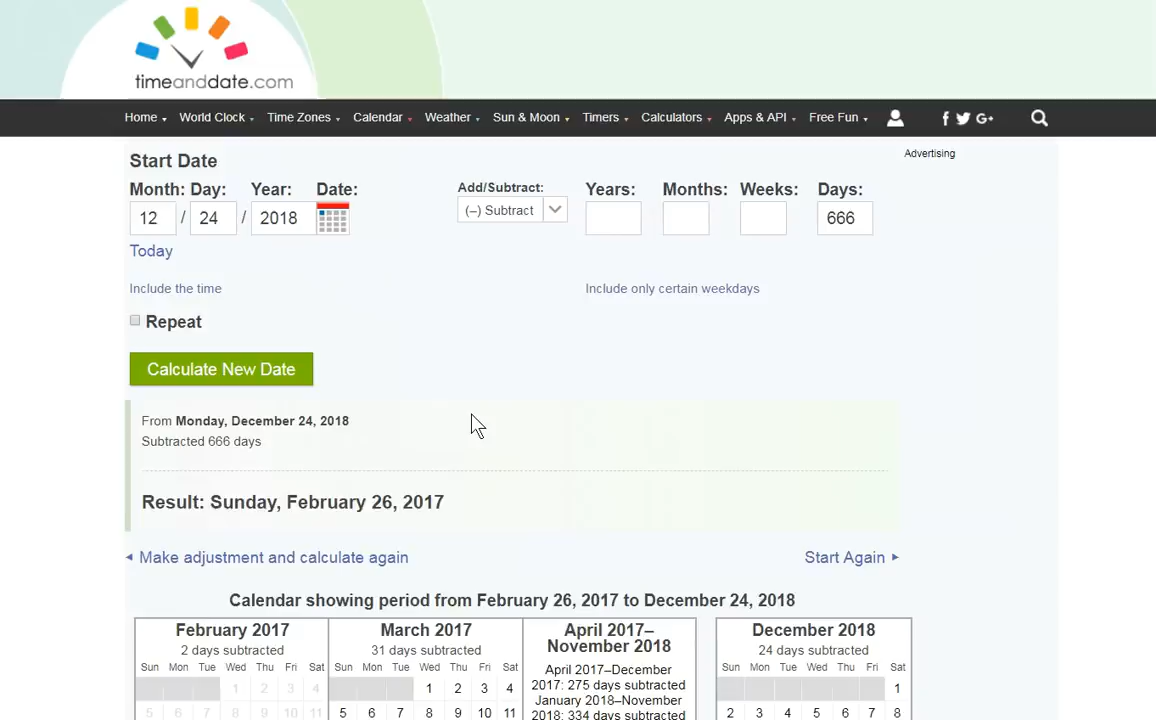 timeanddate.com
Home World Clock Time Zones Calendar Weather Sun & Moon Timers Calculators Apps & API Free Fun
Advertising
Start Date
Month: Day: Year: Date: Add/Subtract: Years: Months: Weeks: Days:
12 / 24 / 2018 (–) Subtract 666
Today
Include the time Include only certain weekdays
Repeat
Calculate New Date
From Monday, December 24, 2018
Subtracted 666 days
Result: Sunday, February 26, 2017
◂ Make adjustment and calculate again Start Again ▸
Calendar showing period from February 26, 2017 to December 24, 2018
February 2017
2 days subtracted
Sun Mon Tue Wed Thu Fri Sat
1 2 3 4
5 6 7 8 9 10 11
March 2017
31 days subtracted
Sun Mon Tue Wed Thu Fri Sat
1 2 3 4
5 6 7 8 9 10 11
April 2017–
November 2018
April 2017–December
2017: 275 days subtracted
January 2018–November
2018: 334 days subtracted
December 2018
24 days subtracted
Sun Mon Tue Wed Thu Fri Sat
1
2 3 4 5 6 7 8